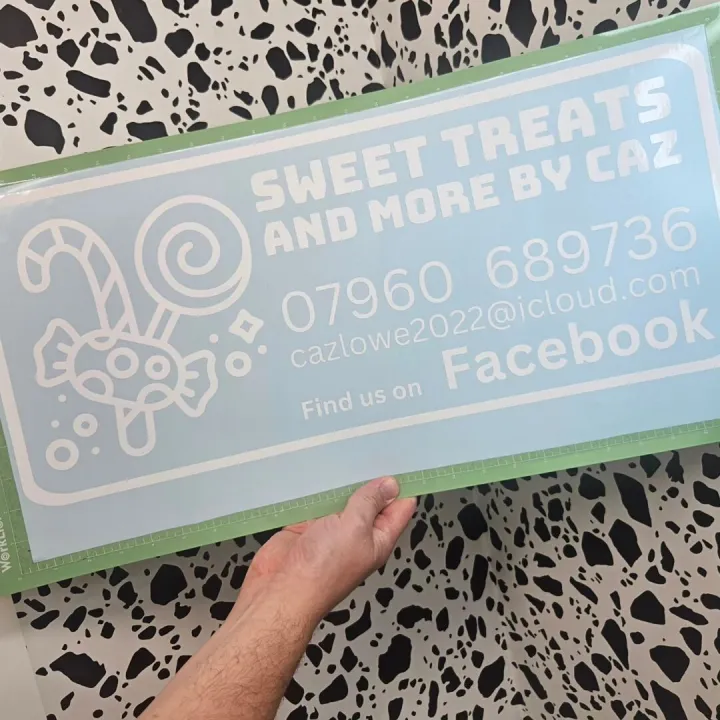 SWEET TREATS
AND MORE BY CAZ
07960 689736
cazlowe2022@icloud.com
Find us on Facebook